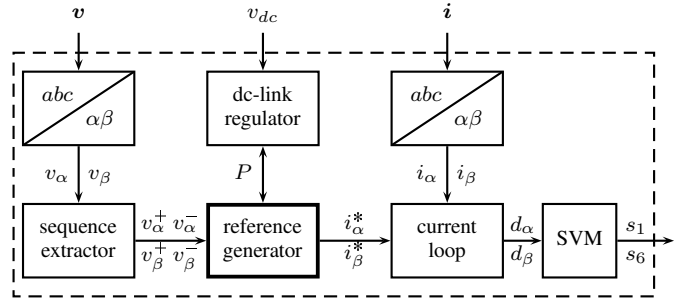 v v_dc i
abc dc-link abc
αβ regulator αβ
v_α v_β P i_α i_β
sequence v_α^+ v_α^- reference i_α^* current d_α SVM s_1
extractor v_β^+ v_β^- generator i_β^* loop d_β s_6